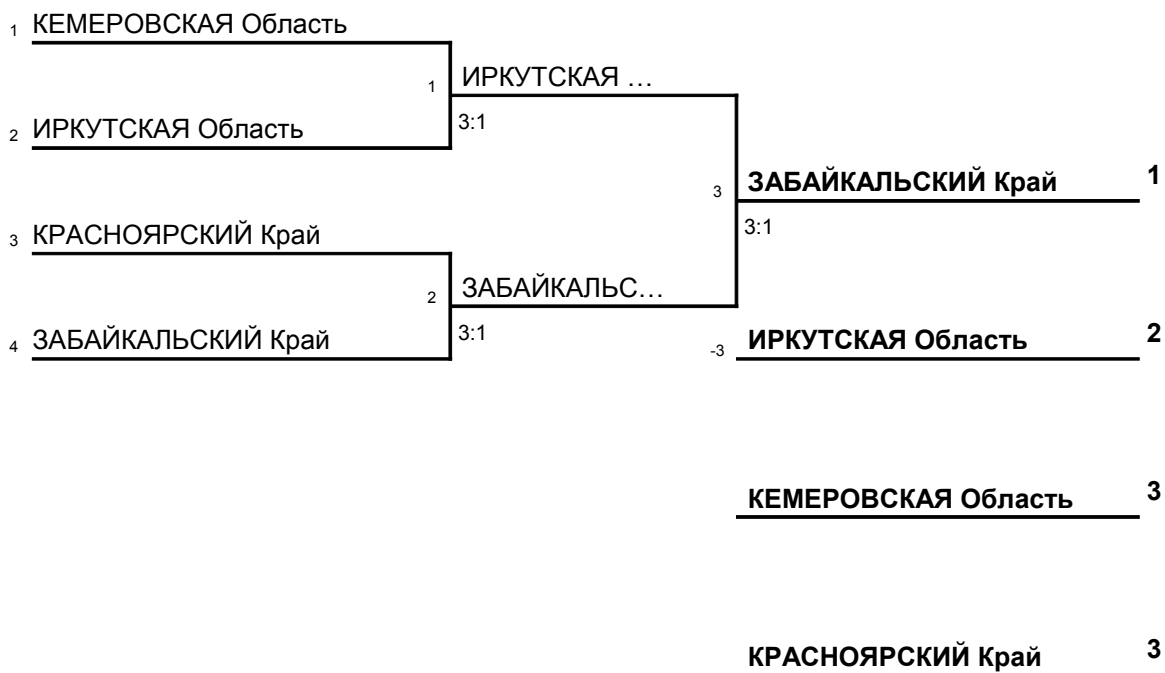 1 КЕМЕРОВСКАЯ Область
1 ИРКУТСКАЯ …
2 ИРКУТСКАЯ Область
3:1
3 ЗАБАЙКАЛЬСКИЙ Край 1
3 КРАСНОЯРСКИЙ Край
3:1
2 ЗАБАЙКАЛЬС…
4 ЗАБАЙКАЛЬСКИЙ Край
3:1
-3 ИРКУТСКАЯ Область 2
КЕМЕРОВСКАЯ Область 3
КРАСНОЯРСКИЙ Край 3